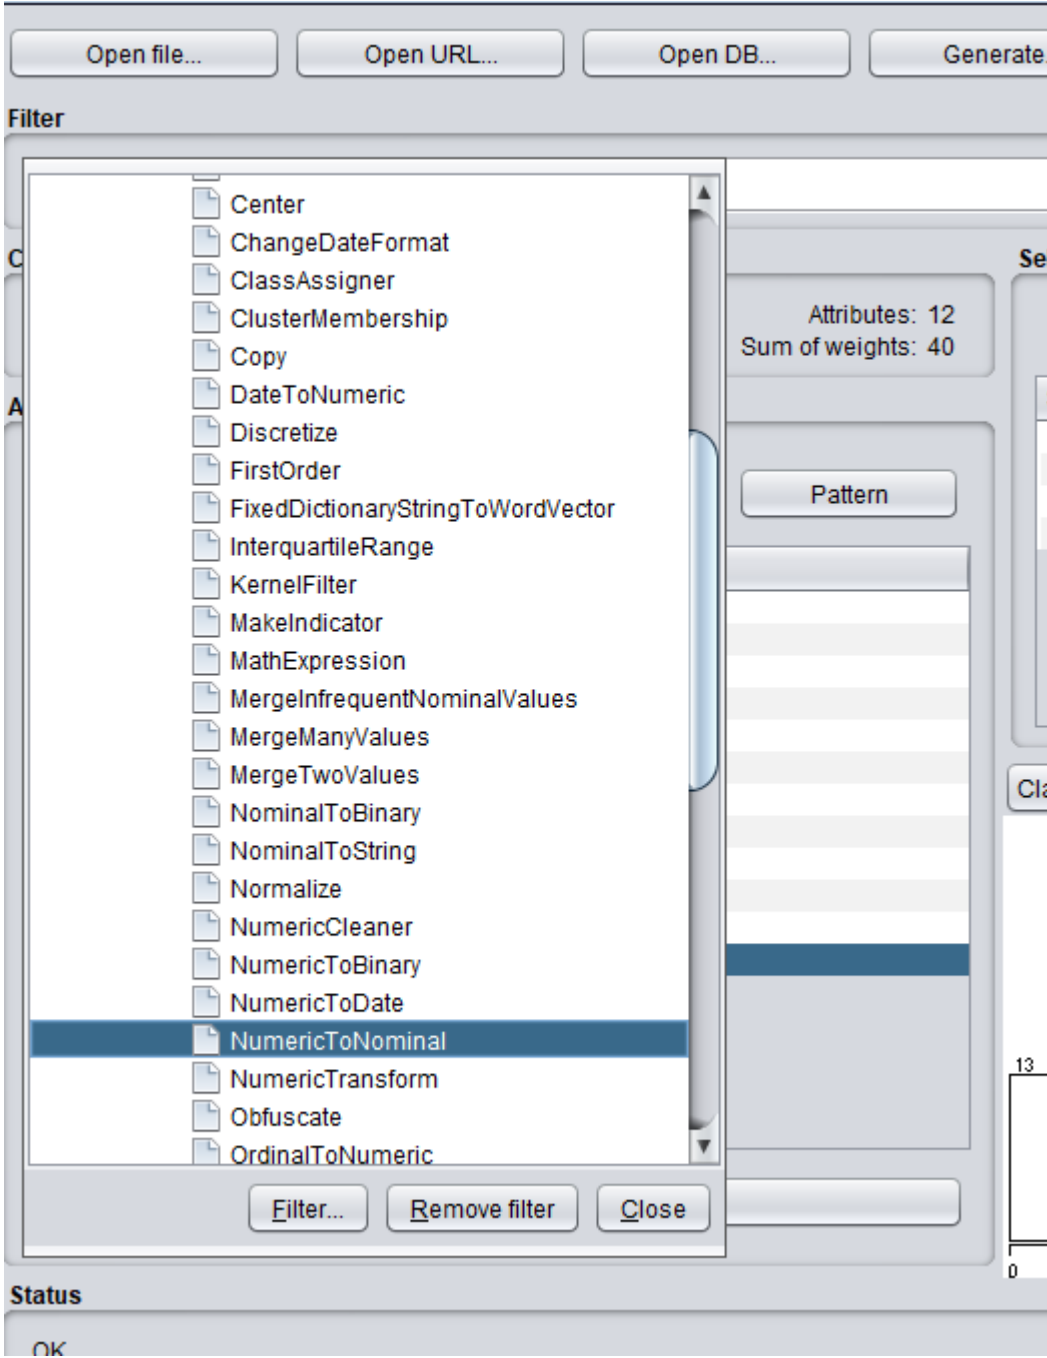 Open file...
Open URL...
Open DB...
Generate.
Filter
Center
ChangeDateFormat
ClassAssigner
ClusterMembership
Copy
DateToNumeric
Discretize
FirstOrder
FixedDictionaryStringToWordVector
InterquartileRange
KernelFilter
MakeIndicator
MathExpression
MergeInfrequentNominalValues
MergeManyValues
MergeTwoValues
NominalToBinary
NominalToString
Normalize
NumericCleaner
NumericToBinary
NumericToDate
NumericToNominal
NumericTransform
Obfuscate
OrdinalToNumeric
Filter...
Remove filter
Close
C
A
Attributes: 12
Sum of weights: 40
Pattern
Se
Cla
13
0
Status
OK